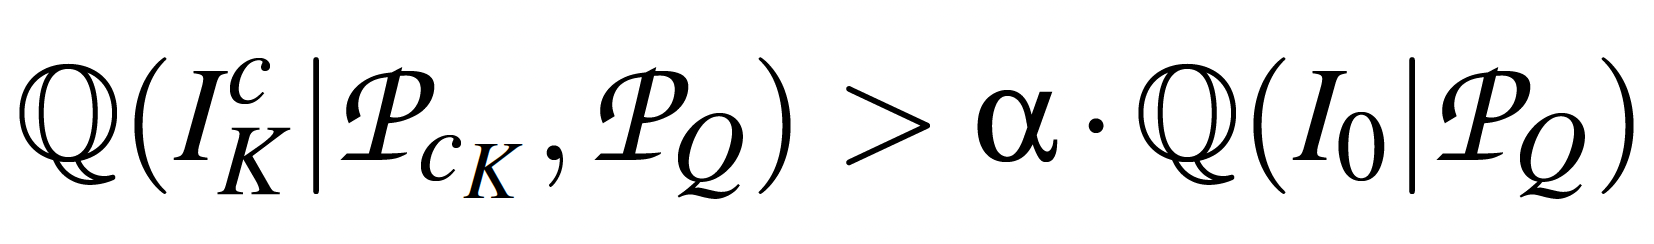 ℚ(I_K^c|𝒫_{c_K}, 𝒫_Q) > α · ℚ(I_0|𝒫_Q)